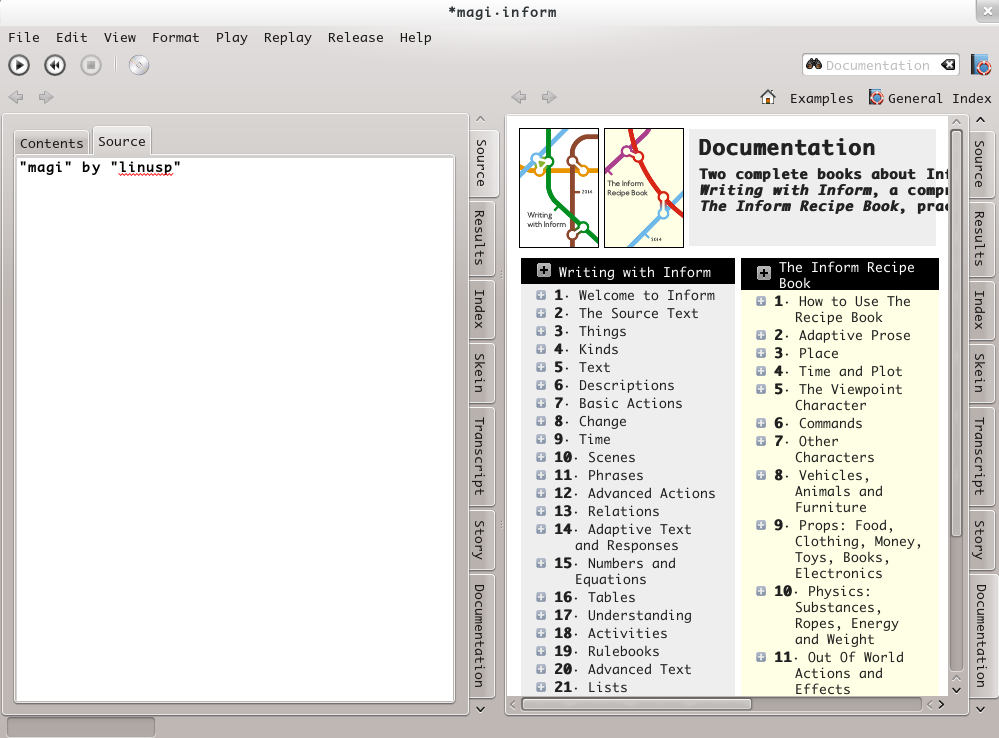 *magi.inform
File Edit View Format Play Replay Release Help
Documentation
Examples General Index
Contents Source
"magi" by "linusp"
Source
Results
Index
Skein
Transcript
Story
Documentation
2014
Writing
with Inform
The Inform
Recipe Book
2014
Documentation
Two complete books about Inf
Writing with Inform, a compr
The Inform Recipe Book, prac
Writing with Inform
1. Welcome to Inform
2. The Source Text
3. Things
4. Kinds
5. Text
6. Descriptions
7. Basic Actions
8. Change
9. Time
10. Scenes
11. Phrases
12. Advanced Actions
13. Relations
14. Adaptive Text
and Responses
15. Numbers and
Equations
16. Tables
17. Understanding
18. Activities
19. Rulebooks
20. Advanced Text
21. Lists
The Inform Recipe
Book
1. How to Use The
Recipe Book
2. Adaptive Prose
3. Place
4. Time and Plot
5. The Viewpoint
Character
6. Commands
7. Other
Characters
8. Vehicles,
Animals and
Furniture
9. Props: Food,
Clothing, Money,
Toys, Books,
Electronics
10. Physics:
Substances,
Ropes, Energy
and Weight
11. Out Of World
Actions and
Effects
Source
Results
Index
Skein
Transcript
Story
Documentation